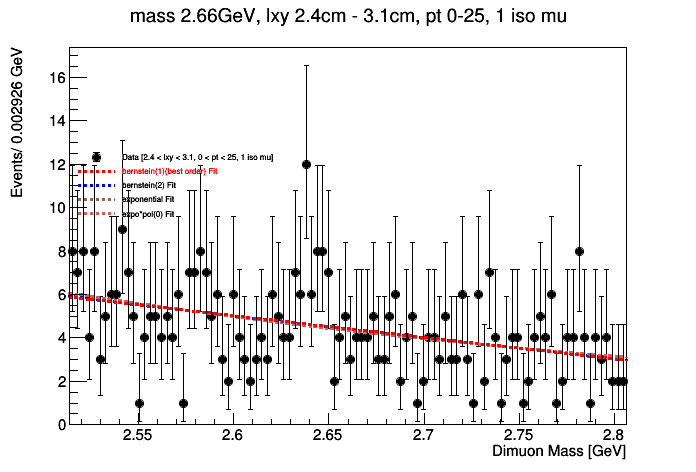 mass 2.66GeV, lxy 2.4cm - 3.1cm, pt 0-25, 1 iso mu
Events/ 0.002926 GeV
16
14
12
10
8
6
4
2
0
Data [2.4 < lxy < 3.1, 0 < pt < 25, 1 iso mu]
bernstein(1)(best order) Fit
bernstein(2) Fit
exponential Fit
expo*pol(0) Fit
2.55 2.6 2.65 2.7 2.75 2.8
Dimuon Mass [GeV]